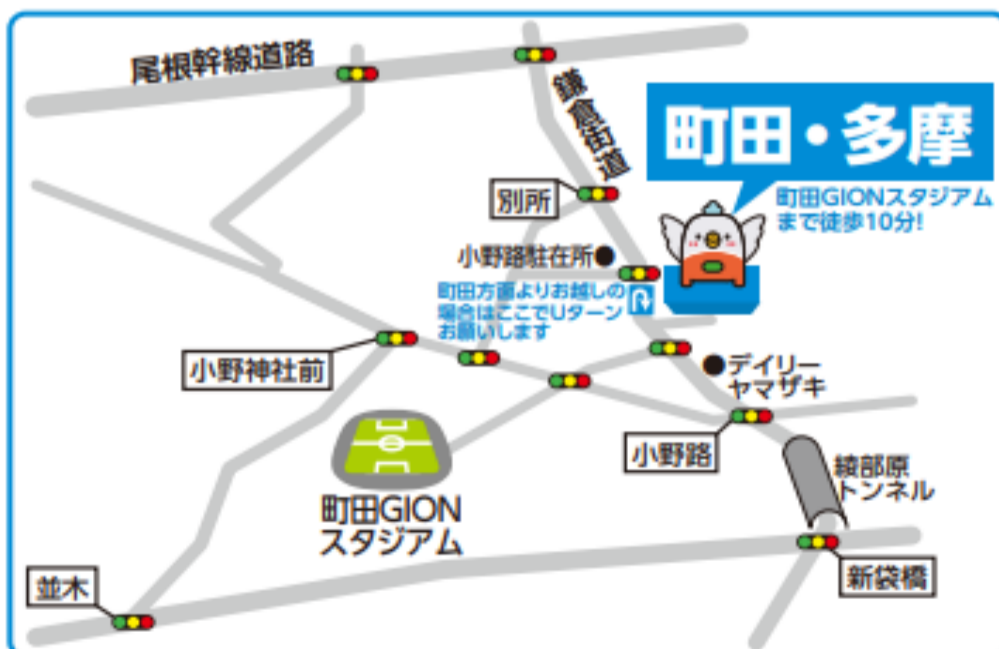 尾根幹線道路
鎌倉街道
町田・多摩
町田GIONスタジアム
まで徒歩10分!
別所
小野路駐在所
町田方面よりお越しの
場合はここでUターン
お願いします
小野神社前
デイリー
ヤマザキ
小野路
綾部原
トンネル
町田GION
スタジアム
新袋橋
並木